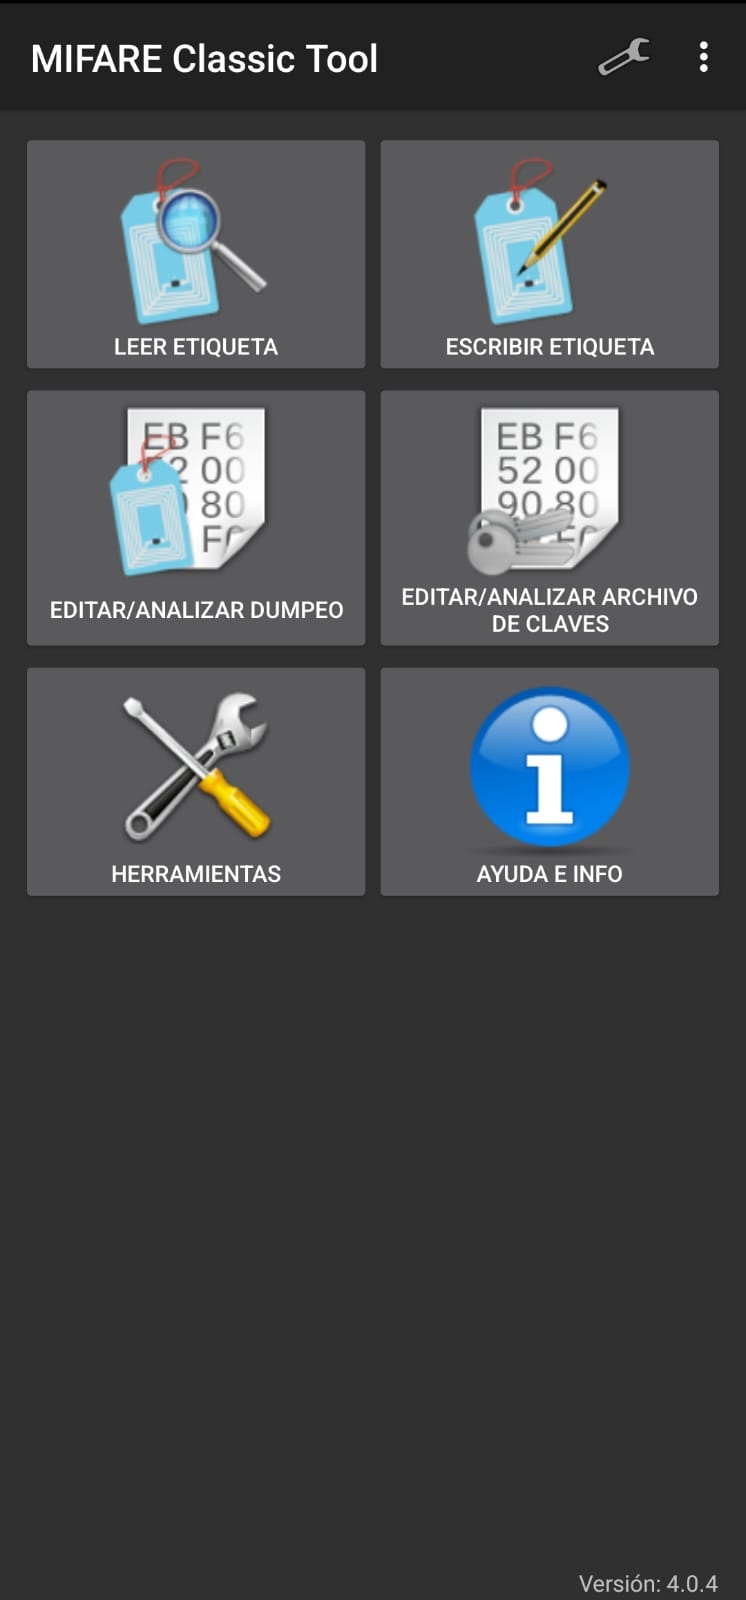 MIFARE Classic Tool
LEER ETIQUETA
ESCRIBIR ETIQUETA
EB F6
2 00
80
EB F6
52 00
90 80
EDITAR/ANALIZAR DUMPEO
EDITAR/ANALIZAR ARCHIVO
DE CLAVES
HERRAMIENTAS
AYUDA E INFO
Versión: 4.0.4